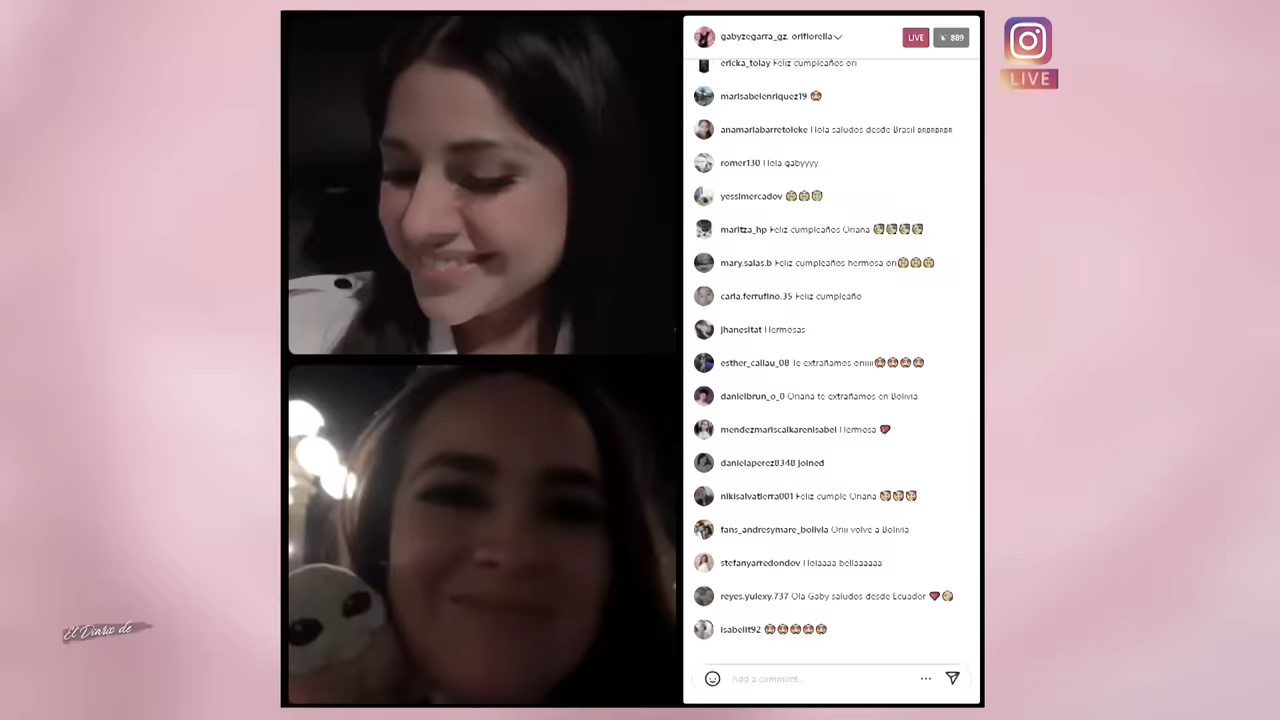 gabyzegarra_gz, orifiorella
LIVE
889
LIVE
ericka_tolay Feliz cumpleaños ori
marisabelenriquez19
anamariabarretoleke Hola saludos desde Brasil
romer130 Hola gabyyyy
yessimercadov
maritza_hp Feliz cumpleaños Oriana
mary.salas.b Feliz cumpleaños hermosa ori
carla.ferrufino.35 Feliz cumpleaño
jhanesitat Hermosas
esther_callau_08 Te extrañamos oriiiii
danielbrun_o_0 Oriana te extrañamos en Bolivia
mendezmariscalkarenisabel Hermosa
danielaperez8348 joined
nikisalvatierra001 Feliz cumple Oriana
fans_andresymare_bolivia Oriii volve a Bolivia
stefanyarredondov Holaaaa bellaaaaaa
reyes.yulexy.737 Ola Gaby saludos desde Ecuador
isabelit92
Add a comment...
El Diario de